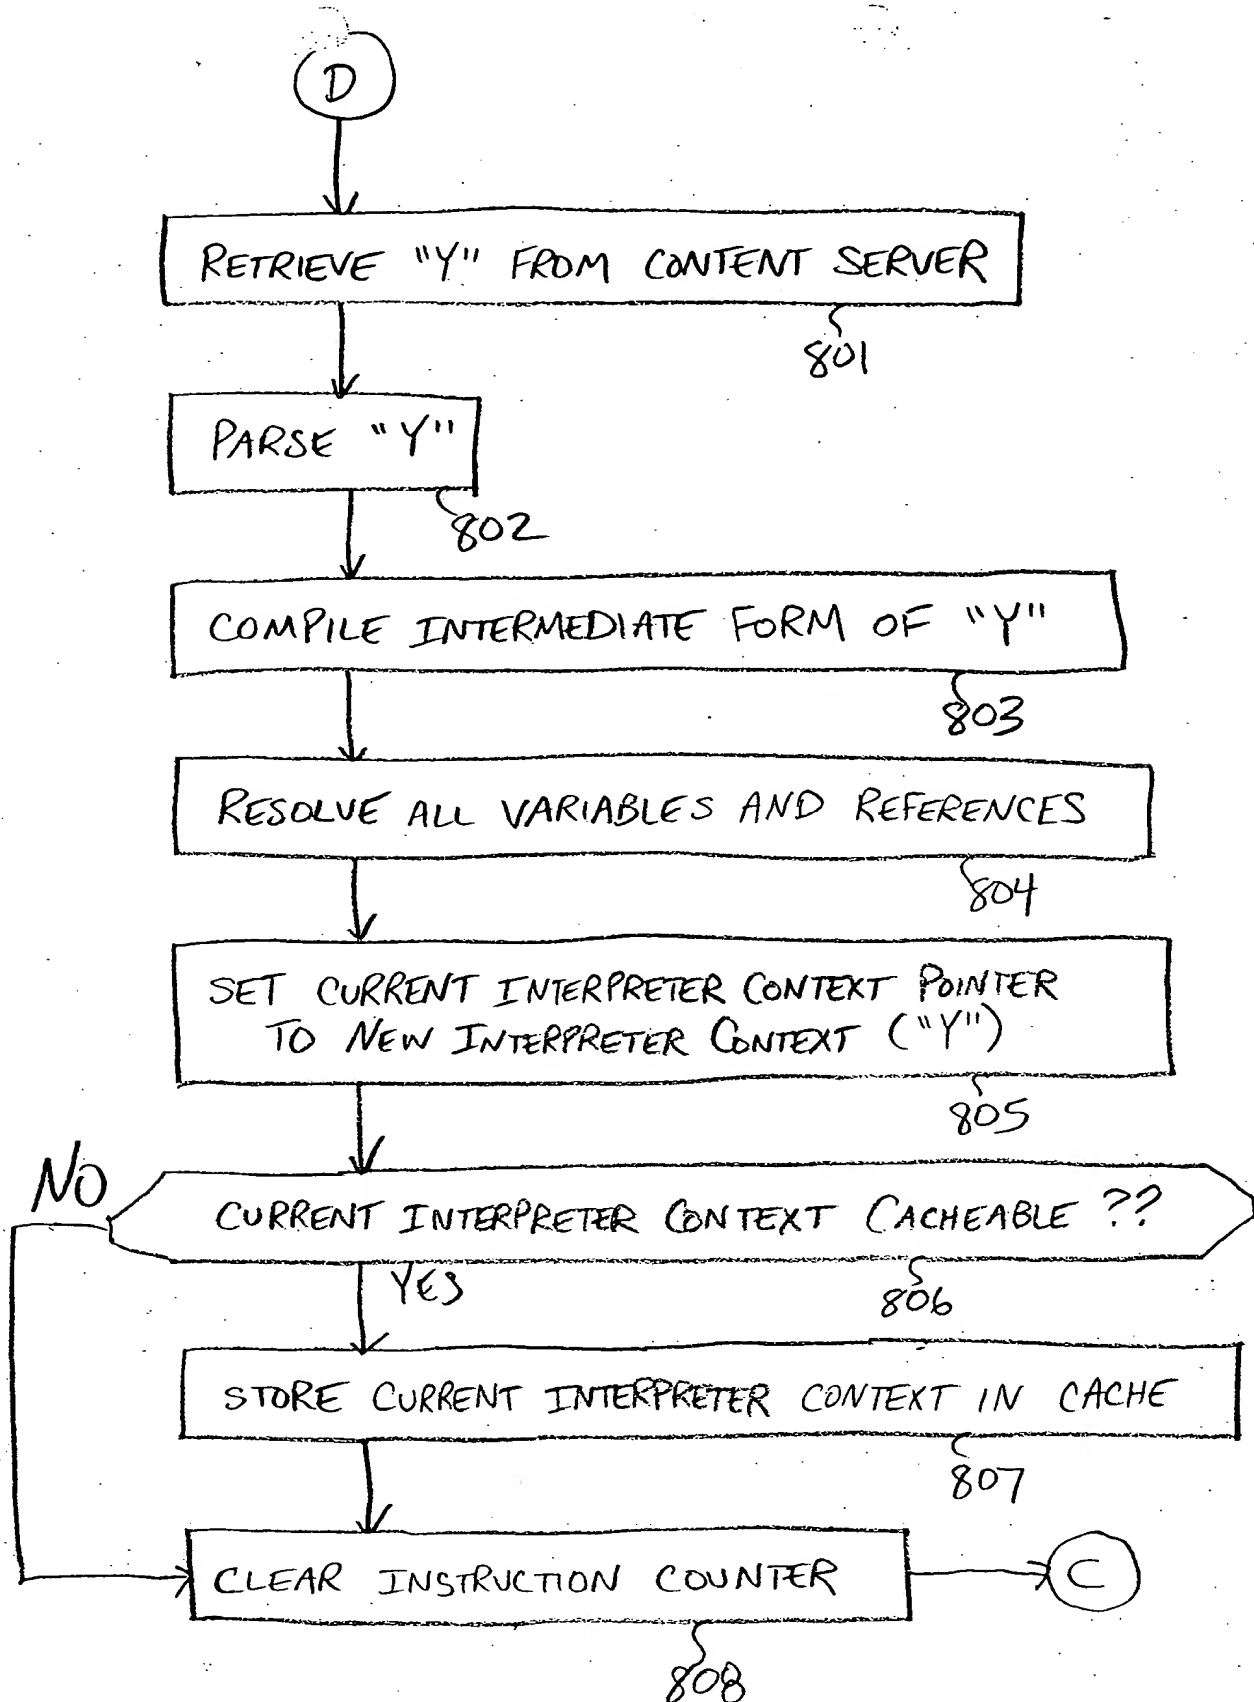 D
RETRIEVE "Y" FROM CONTENT SERVER
801
PARSE "Y"
802
COMPILE INTERMEDIATE FORM OF "Y"
803
RESOLVE ALL VARIABLES AND REFERENCES
804
SET CURRENT INTERPRETER CONTEXT POINTER
TO NEW INTERPRETER CONTEXT ("Y")
805
NO
CURRENT INTERPRETER CONTEXT CACHEABLE ??
YES
806
STORE CURRENT INTERPRETER CONTEXT IN CACHE
807
CLEAR INSTRUCTION COUNTER
C
808